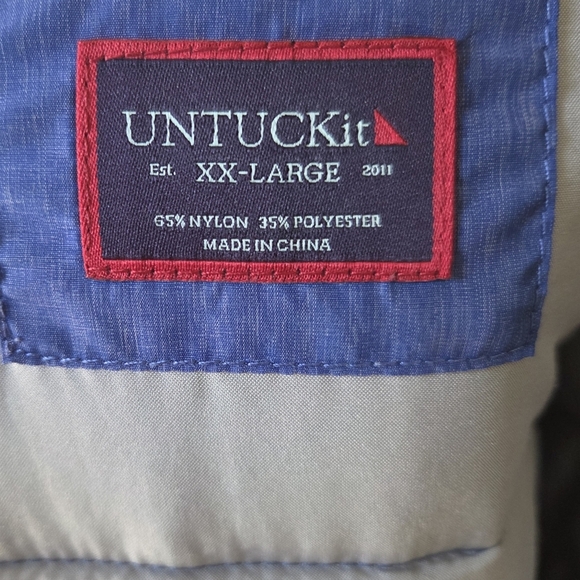 UNTUCKit
Est. XX-LARGE 2011
65% NYLON 35% POLYESTER
MADE IN CHINA